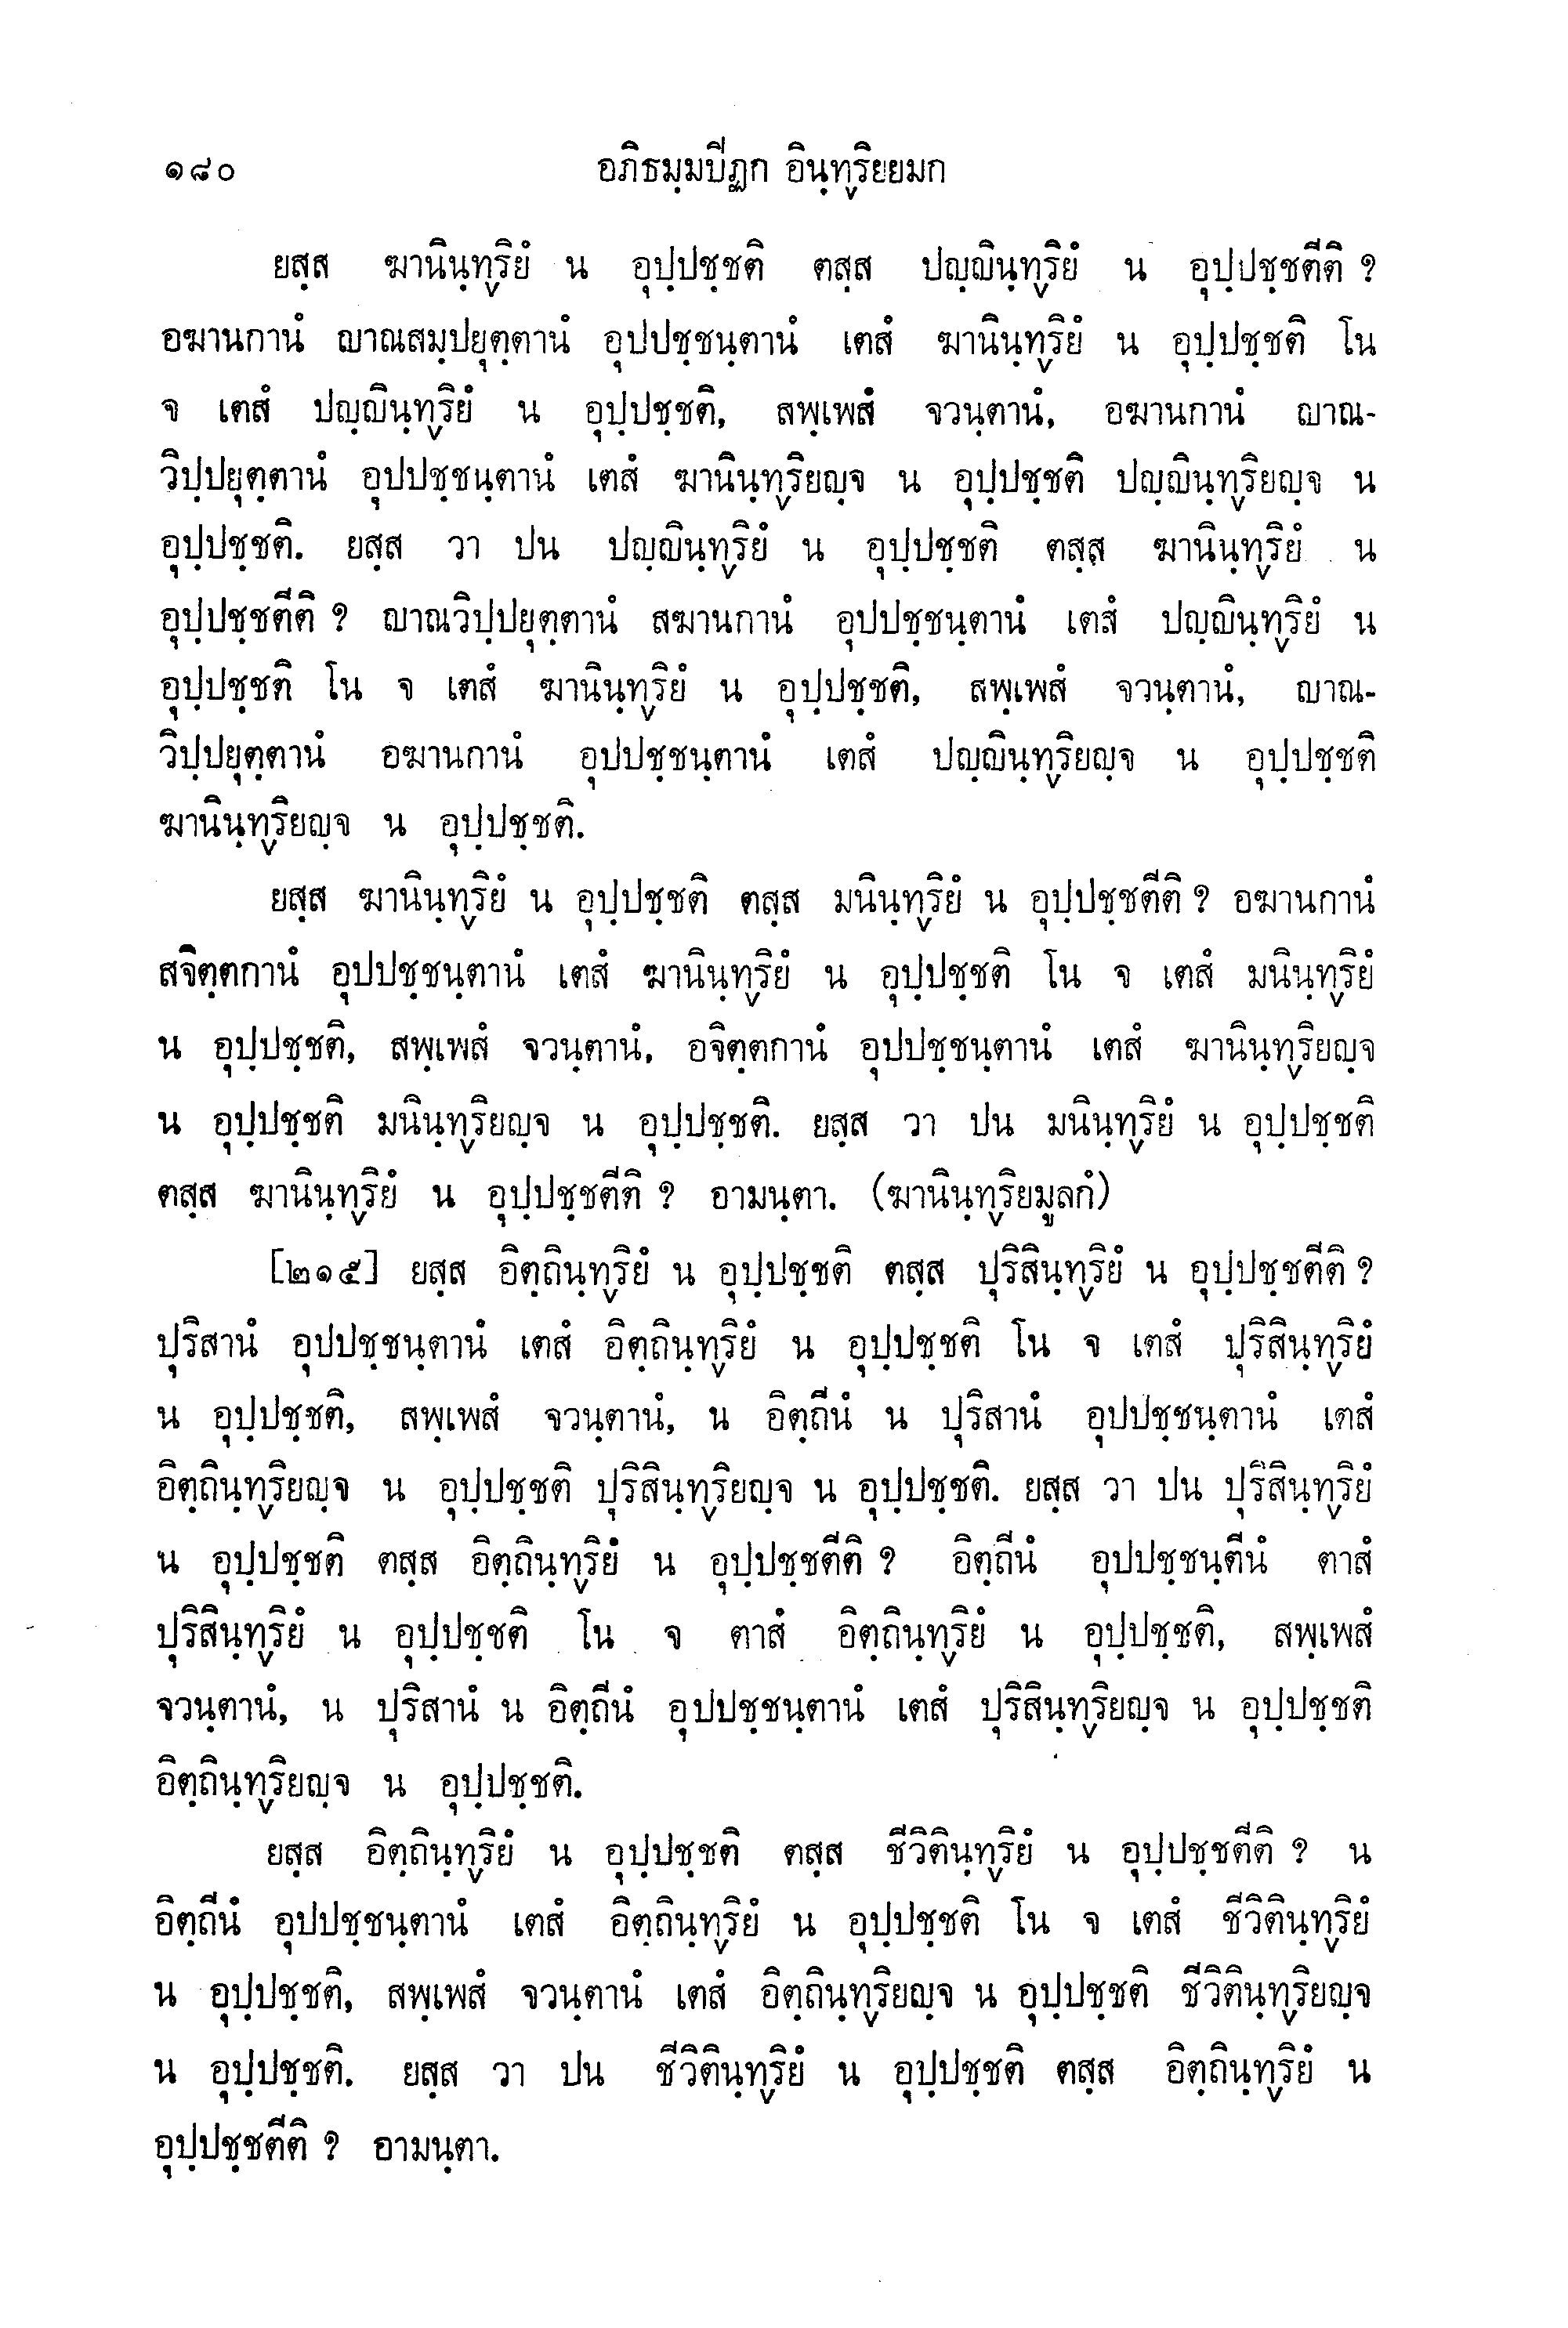 ๑๘๐ อภิธมฺมปีฏก อินฺทฺริยยมก
ยสฺส ฆานินฺทฺริยํ น อุปฺปชฺชติ ตสฺส ปญฺญินฺทฺริยํ น อุปฺปชฺชตีติ ?
อฆานกานํ ญาณสมฺปยุตฺตานํ อุปปชฺชนฺตานํ เตสํ ฆานินฺทฺริยํ น อุปฺปชฺชติ โน
จ เตสํ ปญฺญินฺทฺริยํ น อุปฺปชฺชติ, สพฺเพสํ จวนฺตานํ, อฆานกานํ ญาณ-
วิปฺปยุตฺตานํ อุปปชฺชนฺตานํ เตสํ ฆานินฺทฺริยญฺจ น อุปฺปชฺชติ ปญฺญินฺทฺริยญฺจ น
อุปฺปชฺชติ. ยสฺส วา ปน ปญฺญินฺทฺริยํ น อุปฺปชฺชติ ตสฺส ฆานินฺทฺริยํ น
อุปฺปชฺชตีติ ? ญาณวิปฺปยุตฺตานํ สฆานกานํ อุปปชฺชนฺตานํ เตสํ ปญฺญินฺทฺริยํ น
อุปฺปชฺชติ โน จ เตสํ ฆานินฺทฺริยํ น อุปฺปชฺชติ, สพฺเพสํ จวนฺตานํ, ญาณ-
วิปฺปยุตฺตานํ อฆานกานํ อุปปชฺชนฺตานํ เตสํ ปญฺญินฺทฺริยญฺจ น อุปฺปชฺชติ
ฆานินฺทฺริยญฺจ น อุปฺปชฺชติ.
ยสฺส ฆานินฺทฺริยํ น อุปฺปชฺชติ ตสฺส มนินฺทฺริยํ น อุปฺปชฺชตีติ ? อฆานกานํ
สจิตฺตกานํ อุปปชฺชนฺตานํ เตสํ ฆานินฺทฺริยํ น อุปฺปชฺชติ โน จ เตสํ มนินฺทฺริยํ
น อุปฺปชฺชติ, สพฺเพสํ จวนฺตานํ, อจิตฺตกานํ อุปปชฺชนฺตานํ เตสํ ฆานินฺทฺริยญฺจ
น อุปฺปชฺชติ มนินฺทฺริยญฺจ น อุปฺปชฺชติ. ยสฺส วา ปน มนินฺทฺริยํ น อุปฺปชฺชติ
ตสฺส ฆานินฺทฺริยํ น อุปฺปชฺชตีติ ? อามนฺตา. (ฆานินฺทฺริยมูลกํ)
[๒๑๕] ยสฺส อิตฺถินฺทฺริยํ น อุปฺปชฺชติ ตสฺส ปุริสินฺทฺริยํ น อุปฺปชฺชตีติ ?
ปุริสานํ อุปปชฺชนฺตานํ เตสํ อิตฺถินฺทฺริยํ น อุปฺปชฺชติ โน จ เตสํ ปุริสินฺทฺริยํ
น อุปฺปชฺชติ, สพฺเพสํ จวนฺตานํ, น อิตฺถีนํ น ปุริสานํ อุปปชฺชนฺตานํ เตสํ
อิตฺถินฺทฺริยญฺจ น อุปฺปชฺชติ ปุริสินฺทฺริยญฺจ น อุปฺปชฺชติ. ยสฺส วา ปน ปุริสินฺทฺริยํ
น อุปฺปชฺชติ ตสฺส อิตฺถินฺทฺริยํ น อุปฺปชฺชตีติ ? อิตฺถีนํ อุปปชฺชนฺตีนํ ตาสํ
ปุริสินฺทฺริยํ น อุปฺปชฺชติ โน จ ตาสํ อิตฺถินฺทฺริยํ น อุปฺปชฺชติ, สพฺเพสํ
จวนฺตานํ, น ปุริสานํ น อิตฺถีนํ อุปปชฺชนฺตานํ เตสํ ปุริสินฺทฺริยญฺจ น อุปฺปชฺชติ
อิตฺถินฺทฺริยญฺจ น อุปฺปชฺชติ.
ยสฺส อิตฺถินฺทฺริยํ น อุปฺปชฺชติ ตสฺส ชีวิตินฺทฺริยํ น อุปฺปชฺชตีติ ? น
อิตฺถีนํ อุปปชฺชนฺตานํ เตสํ อิตฺถินฺทฺริยํ น อุปฺปชฺชติ โน จ เตสํ ชีวิตินฺทฺริยํ
น อุปฺปชฺชติ, สพฺเพสํ จวนฺตานํ เตสํ อิตฺถินฺทฺริยญฺจ น อุปฺปชฺชติ ชีวิตินฺทฺริยญฺจ
น อุปฺปชฺชติ. ยสฺส วา ปน ชีวิตินฺทฺริยํ น อุปฺปชฺชติ ตสฺส อิตฺถินฺทฺริยํ น
อุปฺปชฺชตีติ ? อามนฺตา.